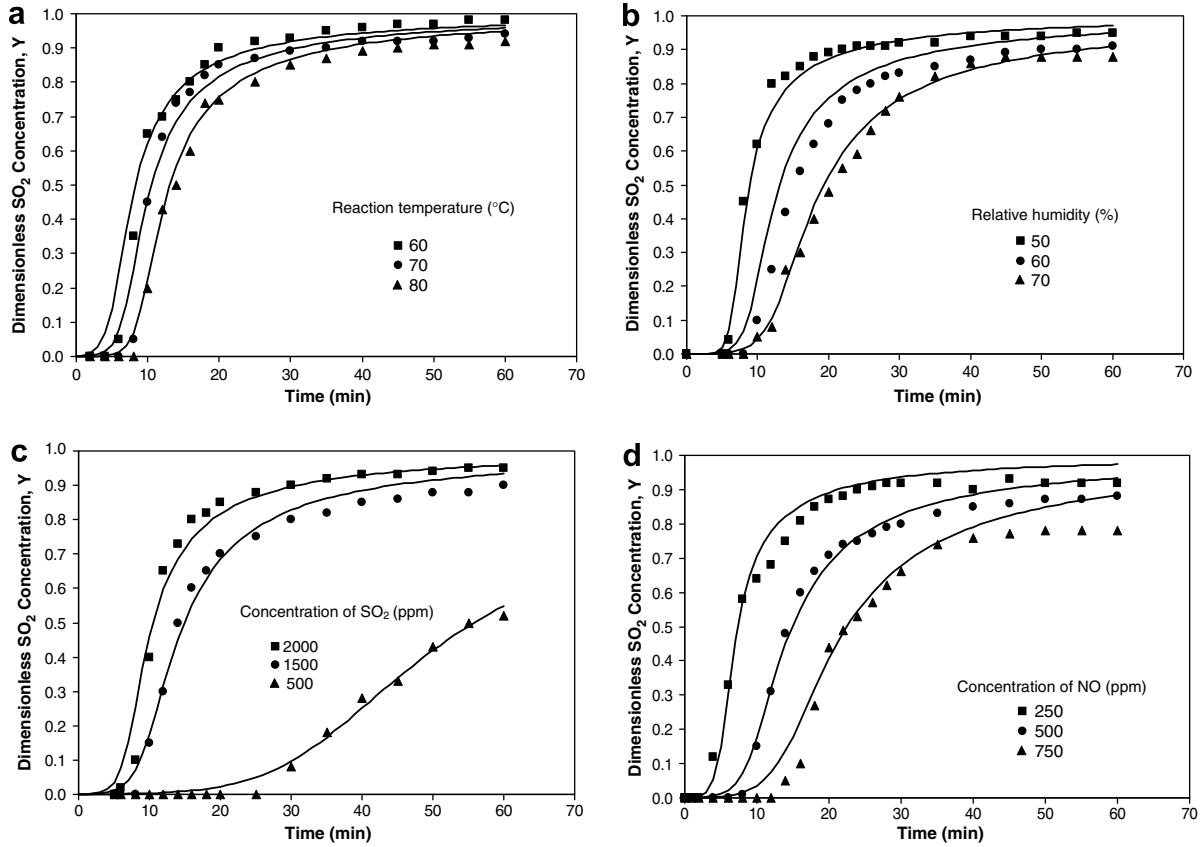 a
Dimensionless SO2 Concentration, Y
1.0
0.9
0.8
0.7
0.6
0.5
0.4
0.3
0.2
0.1
0.0
Reaction temperature (°C)
60
70
80
0 10 20 30 40 50 60 70
Time (min)
b
Dimensionless SO2 Concentration, Y
1.0
0.9
0.8
0.7
0.6
0.5
0.4
0.3
0.2
0.1
0.0
Relative humidity (%)
50
60
70
0 10 20 30 40 50 60 70
Time (min)
c
Dimensionless SO2 Concentration, Y
1.0
0.9
0.8
0.7
0.6
0.5
0.4
0.3
0.2
0.1
0.0
Concentration of SO2 (ppm)
2000
1500
500
0 10 20 30 40 50 60 70
Time (min)
d
Dimensionless SO2 Concentration, Y
1.0
0.9
0.8
0.7
0.6
0.5
0.4
0.3
0.2
0.1
0.0
Concentration of NO (ppm)
250
500
750
0 10 20 30 40 50 60 70
Time (min)